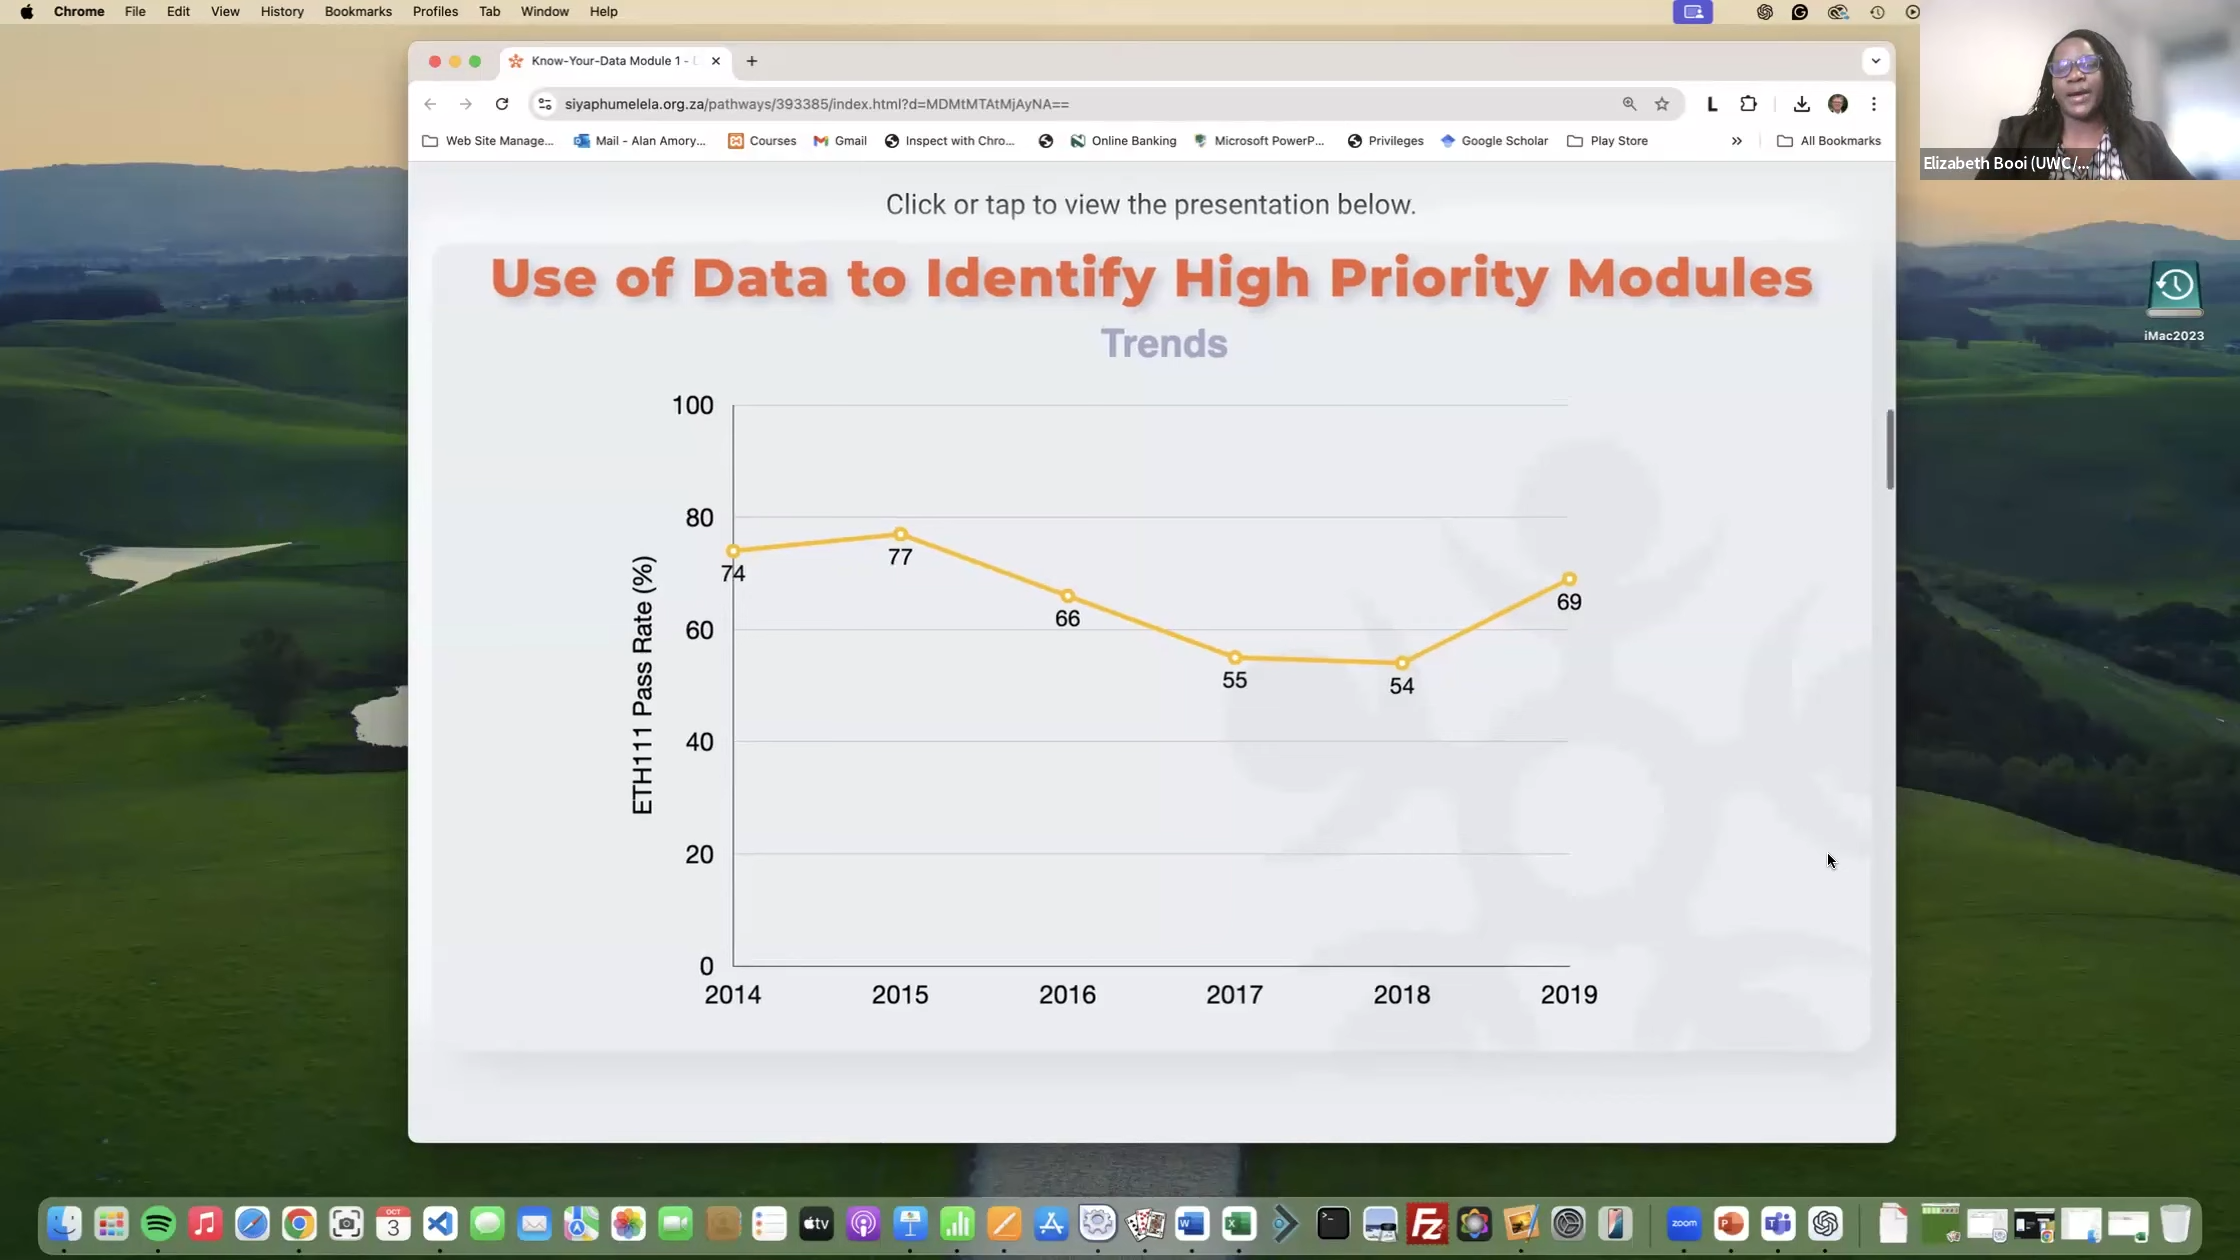 Chrome File Edit View History Bookmarks Profiles Tab Window Help
Know-Your-Data Module 1 -
siyaphumelela.org.za/pathways/393385/index.html?d=MDMtMTAtMjAyNA==
Web Site Manage... Mail - Alan Amory... Courses Gmail Inspect with Chro... Online Banking Microsoft PowerP... Privileges Google Scholar Play Store » All Bookmarks
Elizabeth Booi (UWC/...
Click or tap to view the presentation below.
Use of Data to Identify High Priority Modules
Trends
iMac2023
ETH111 Pass Rate (%)
100
80
60
40
20
0
74
77
66
55
54
69
2014 2015 2016 2017 2018 2019
OCT
3
tv
zoom